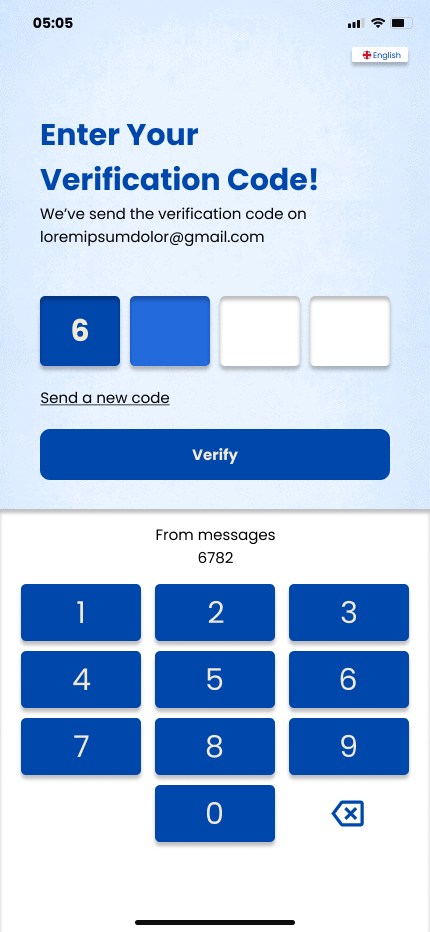 05:05
English
Enter Your
Verification Code!
We’ve send the verification code on
loremipsumdolor@gmail.com
6
Send a new code
Verify
From messages
6782
1 2 3
4 5 6
7 8 9
0